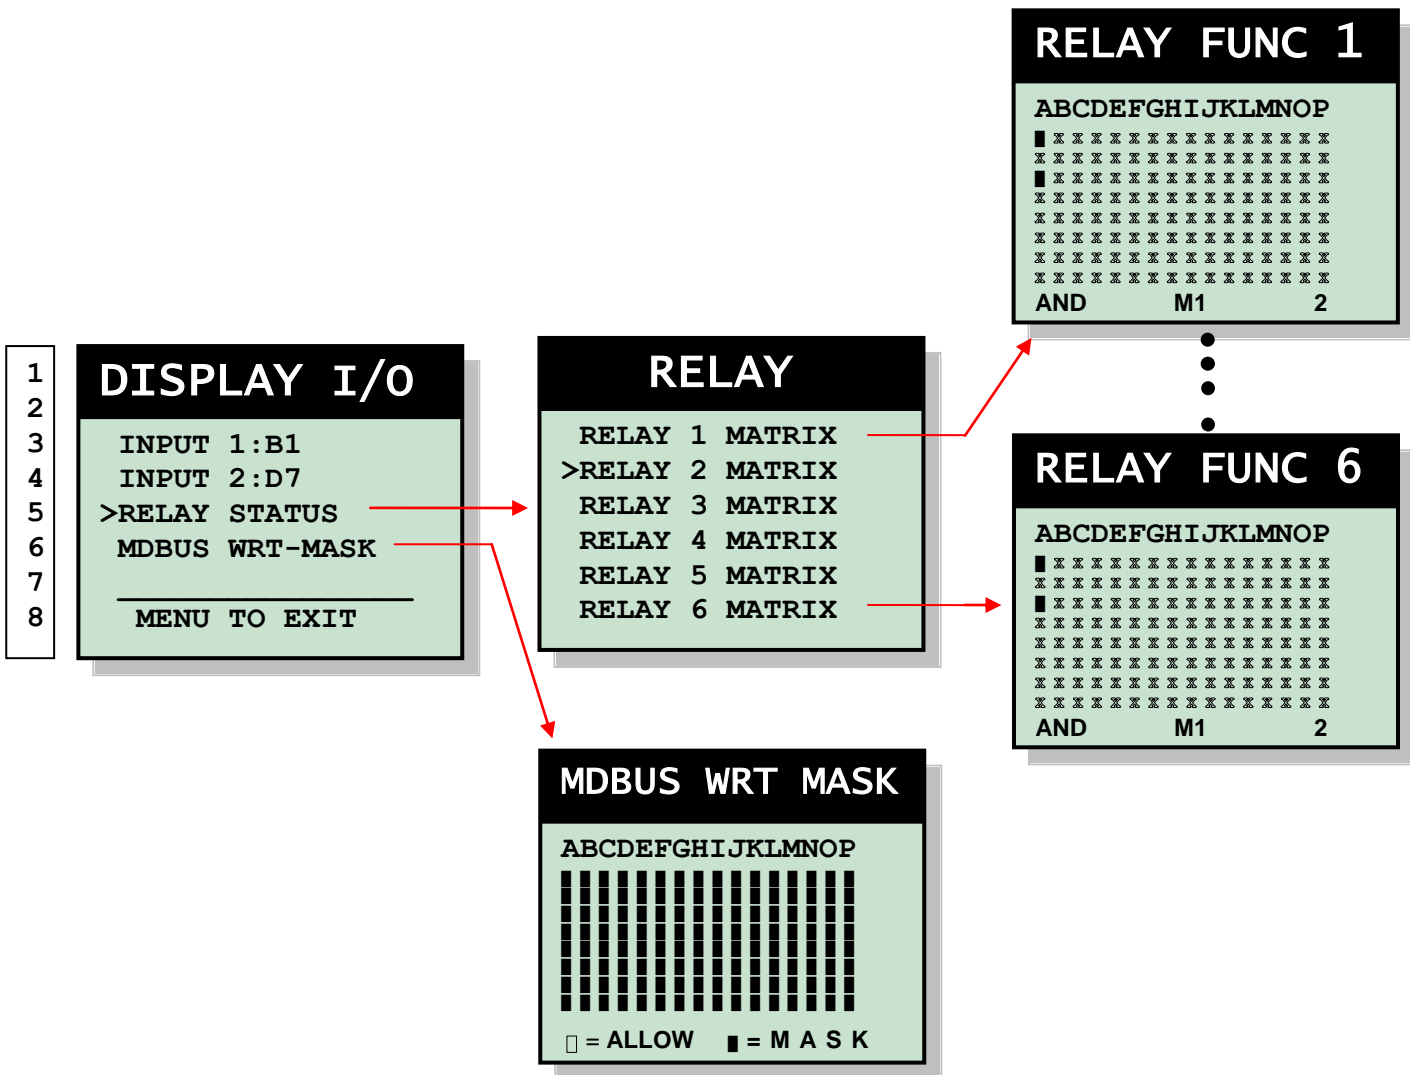 RELAY FUNC 1
ABCDEFGHIJKLMNOP
X X X X X X X X X X X X X X X
X X X X X X X X X X X X X X X X
X X X X X X X X X X X X X X X
X X X X X X X X X X X X X X X X
X X X X X X X X X X X X X X X X
X X X X X X X X X X X X X X X X
X X X X X X X X X X X X X X X X
X X X X X X X X X X X X X X X X
AND M1 2
1
2
3
4
5
6
7
8
DISPLAY I/O
INPUT 1:B1
INPUT 2:D7
>RELAY STATUS
MDBUS WRT-MASK
MENU TO EXIT
RELAY
RELAY 1 MATRIX
>RELAY 2 MATRIX
RELAY 3 MATRIX
RELAY 4 MATRIX
RELAY 5 MATRIX
RELAY 6 MATRIX
RELAY FUNC 6
ABCDEFGHIJKLMNOP
X X X X X X X X X X X X X X X
X X X X X X X X X X X X X X X X
X X X X X X X X X X X X X X X
X X X X X X X X X X X X X X X X
X X X X X X X X X X X X X X X X
X X X X X X X X X X X X X X X X
X X X X X X X X X X X X X X X X
X X X X X X X X X X X X X X X X
AND M1 2
MDBUS WRT MASK
ABCDEFGHIJKLMNOP
▯ = ALLOW ▮ = M A S K